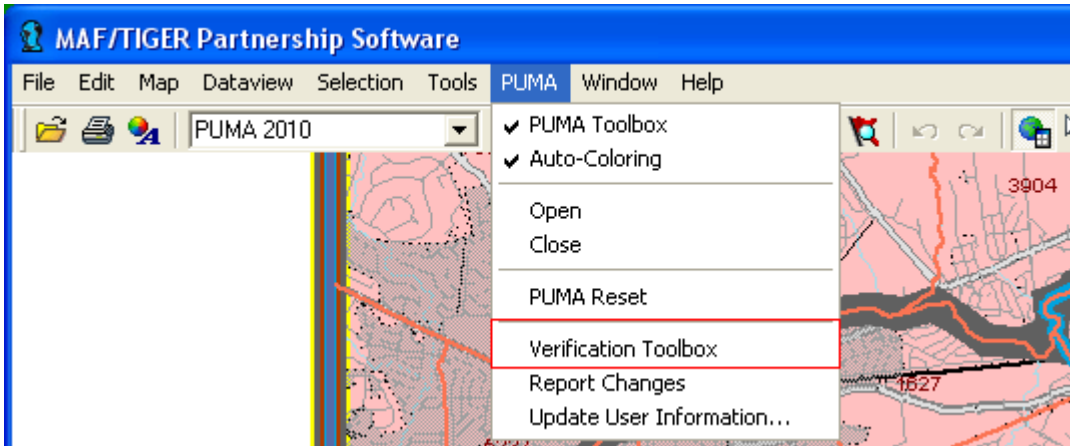 MAF/TIGER Partnership Software
File Edit Map Dataview Selection Tools PUMA Window Help
PUMA 2010
PUMA Toolbox
Auto-Coloring
Open
Close
PUMA Reset
Verification Toolbox
Report Changes
Update User Information...
3904
1627